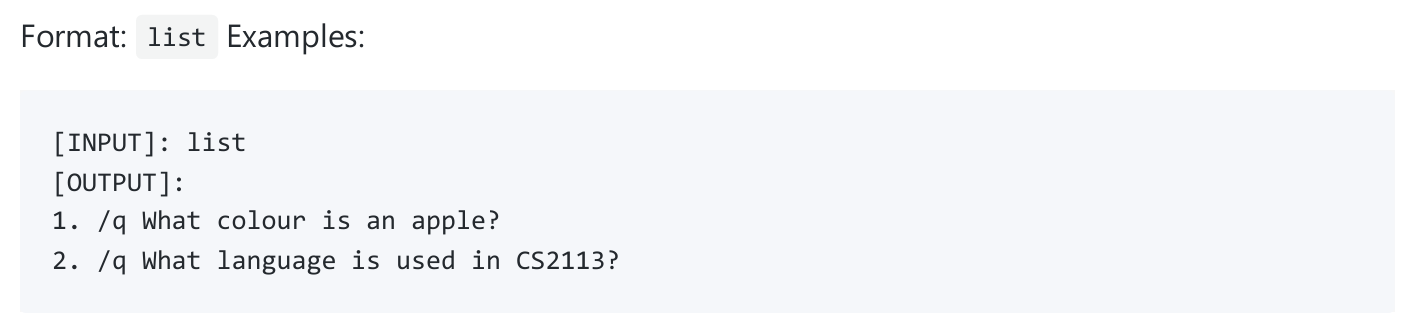 Format: list Examples:
[INPUT]: list
[OUTPUT]:
1. /q What colour is an apple?
2. /q What language is used in CS2113?